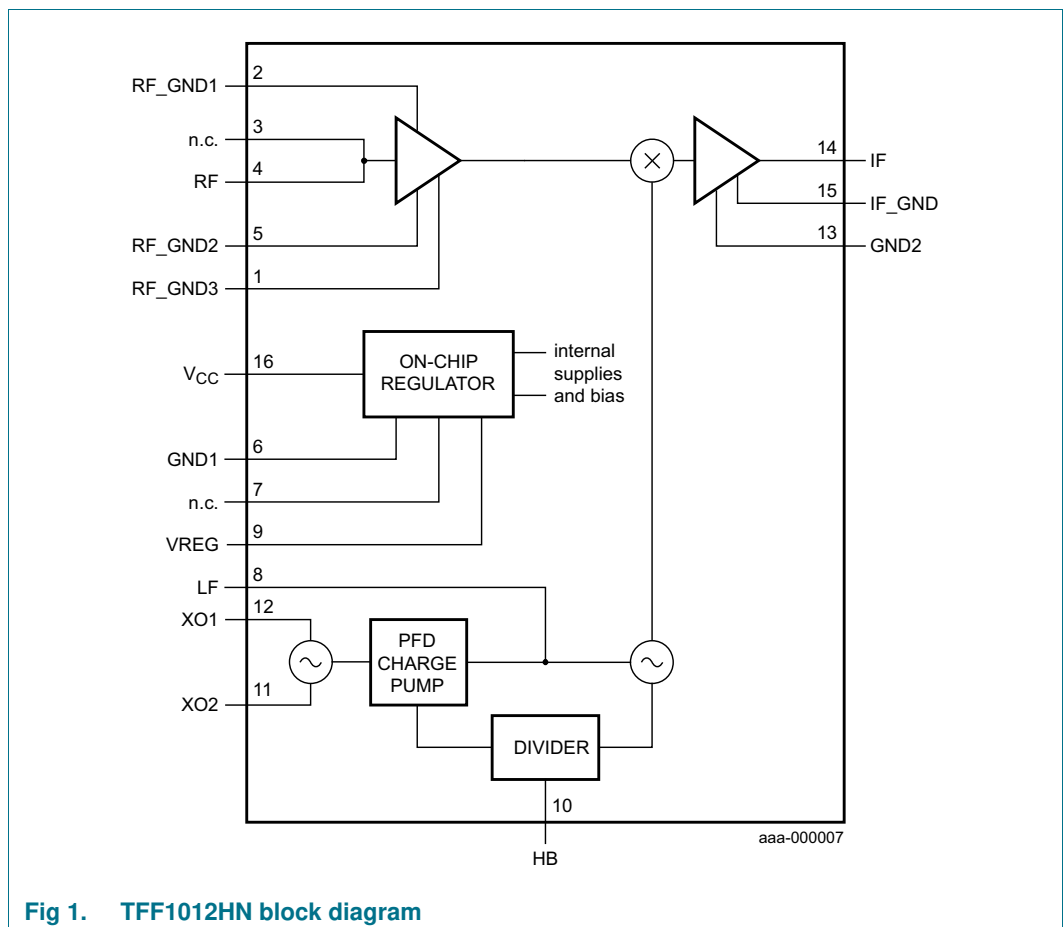 2
RF_GND1
3
n.c.
4
RF
14
IF
15
IF_GND
5
RF_GND2
13
GND2
1
RF_GND3
16
VCC
ON-CHIP
REGULATOR
internal
supplies
and bias
6
GND1
7
n.c.
9
VREG
8
LF
12
XO1
PFD
CHARGE
PUMP
11
XO2
DIVIDER
10
HB
aaa-000007
Fig 1. TFF1012HN block diagram